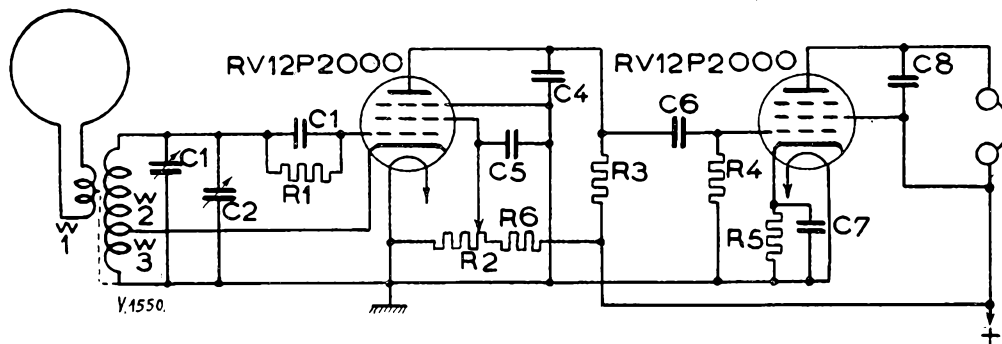 RV12P2000
RV12P2000
C8
C4
C6
C1
C1
R1
C5
C2
W
2
W
3
W
1
R3
R4
R6
R2
R5
C7
V.1550.
+